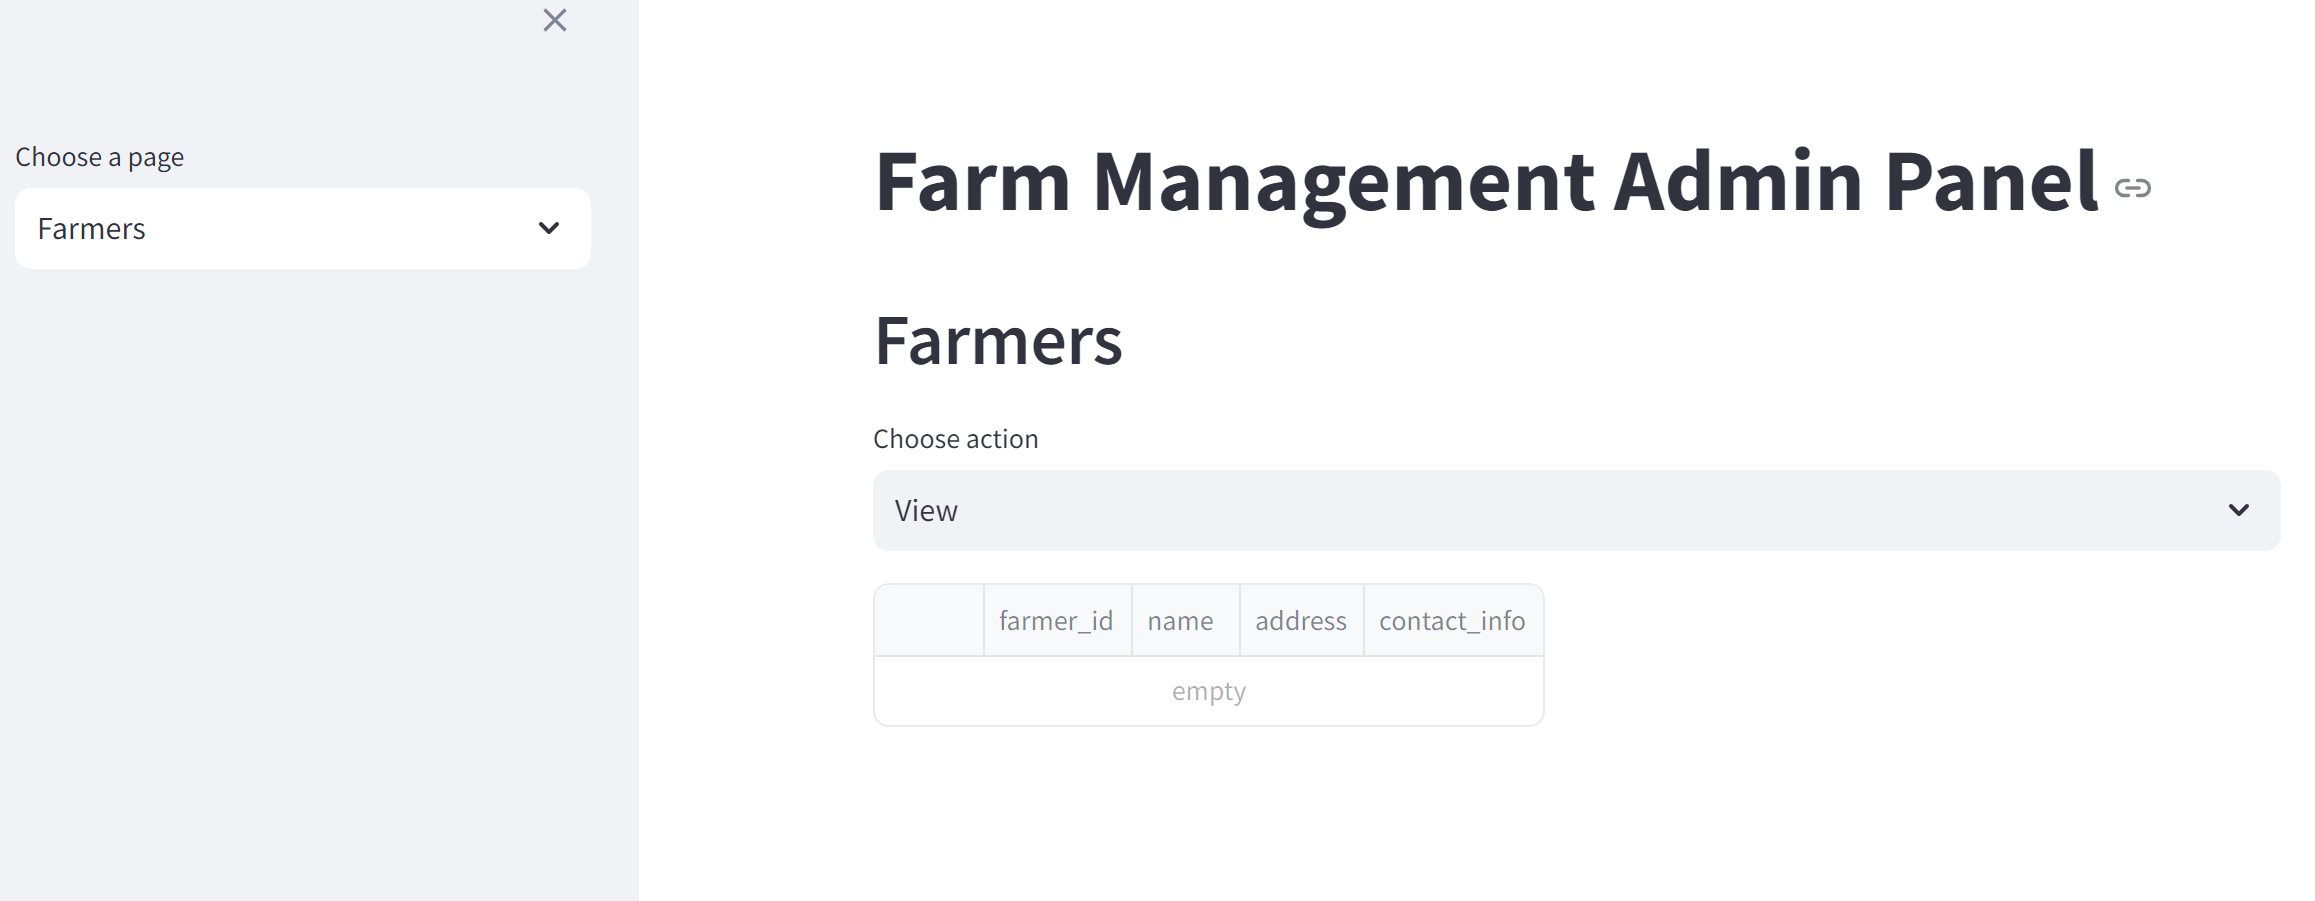 Choose a page
Farmers
Farm Management Admin Panel
Farmers
Choose action
View
farmer_id name address contact_info
empty